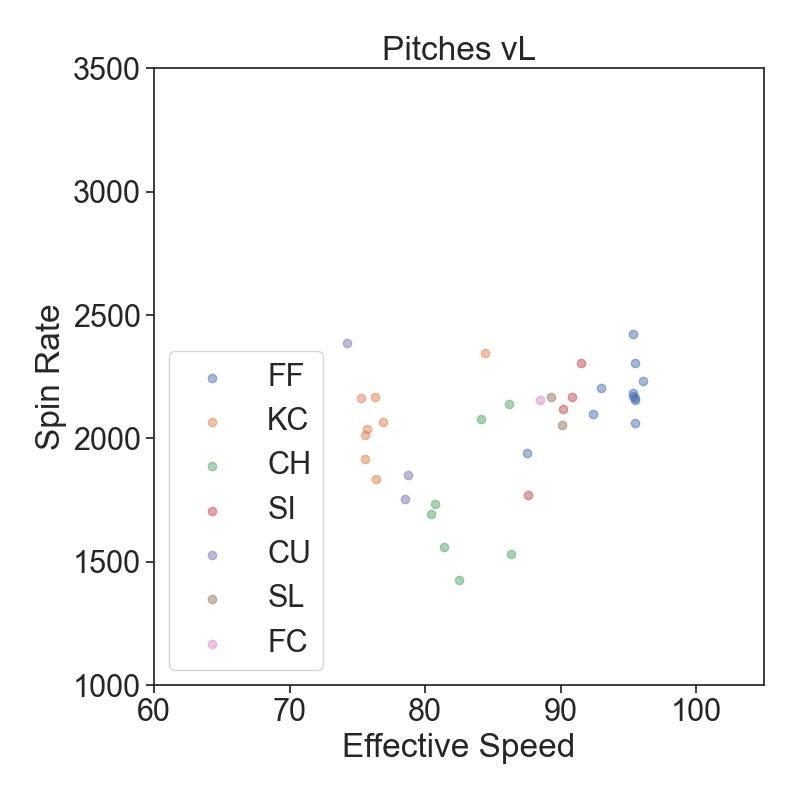 Pitches vL
3500
3000
2500
2000
1500
1000
Spin Rate
FF
KC
CH
SI
CU
SL
FC
60 70 80 90 100
Effective Speed